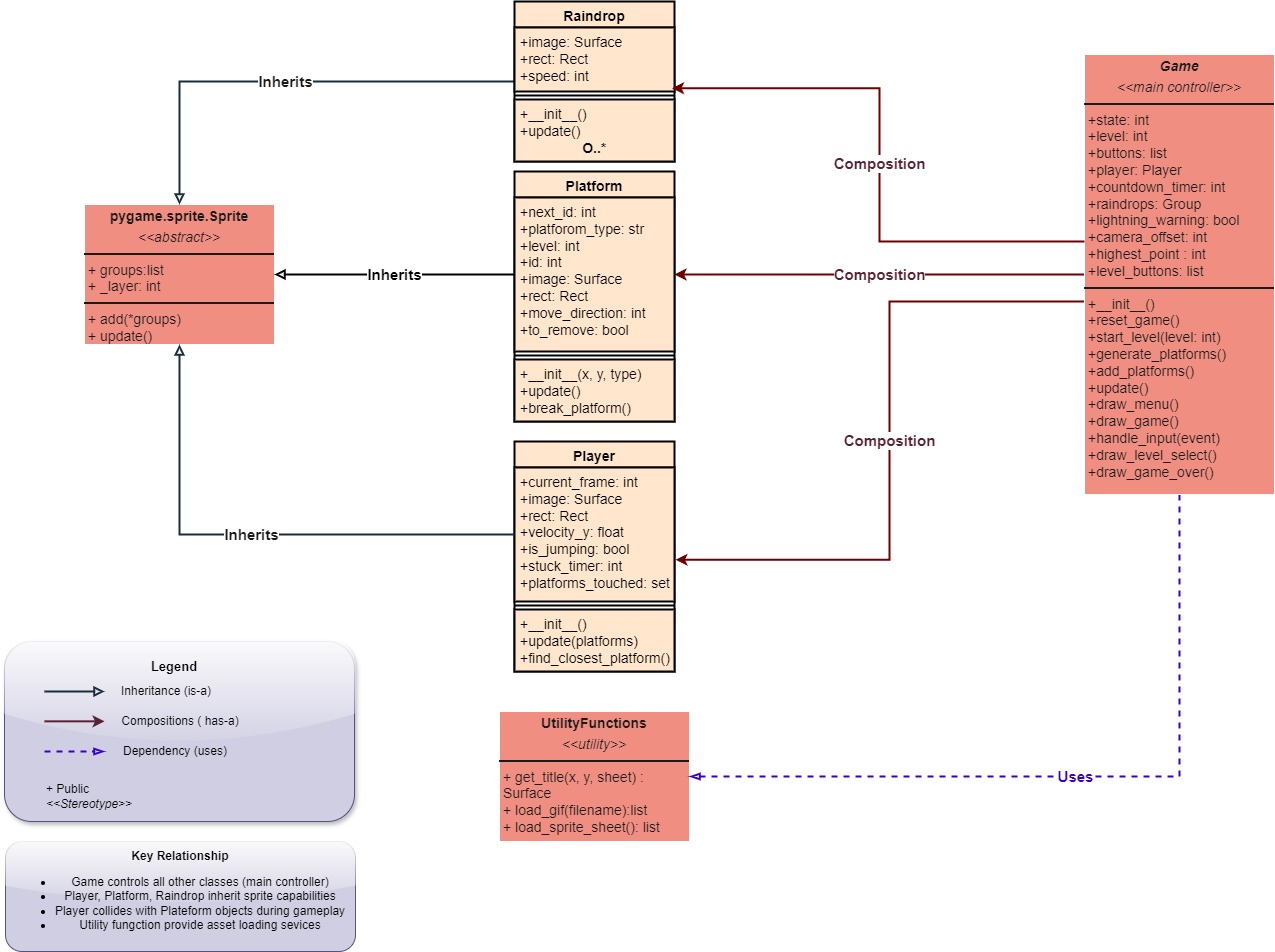 Raindrop
+image: Surface
+rect: Rect
+speed: int
+__init__()
+update()
O..*
Inherits
Platform
+next_id: int
+platforom_type: str
+level: int
+id: int
+image: Surface
+rect: Rect
+move_direction: int
+to_remove: bool
+__init__(x, y, type)
+update()
+break_platform()
Inherits
pygame.sprite.Sprite
<<abstract>>
+ groups:list
+ _layer: int
+ add(*groups)
+ update()
Player
+current_frame: int
+image: Surface
+rect: Rect
+velocity_y: float
+is_jumping: bool
+stuck_timer: int
+platforms_touched: set
+__init__()
+update(platforms)
+find_closest_platform()
Inherits
Composition
Composition
Composition
Game
<<main controller>>
+state: int
+level: int
+buttons: list
+player: Player
+countdown_timer: int
+raindrops: Group
+lightning_warning: bool
+camera_offset: int
+highest_point : int
+level_buttons: list
+__init__()
+reset_game()
+start_level(level: int)
+generate_platforms()
+add_platforms()
+update()
+draw_menu()
+draw_game()
+handle_input(event)
+draw_level_select()
+draw_game_over()
Uses
UtilityFunctions
<<utility>>
+ get_title(x, y, sheet) :
Surface
+ load_gif(filename):list
+ load_sprite_sheet(): list
Legend
Inheritance (is-a)
Compositions ( has-a)
Dependency (uses)
+ Public
<<Stereotype>>
Key Relationship
• Game controls all other classes (main controller)
• Player, Platform, Raindrop inherit sprite capabilities
• Player collides with Plateform objects during gameplay
• Utility fungction provide asset loading sevices